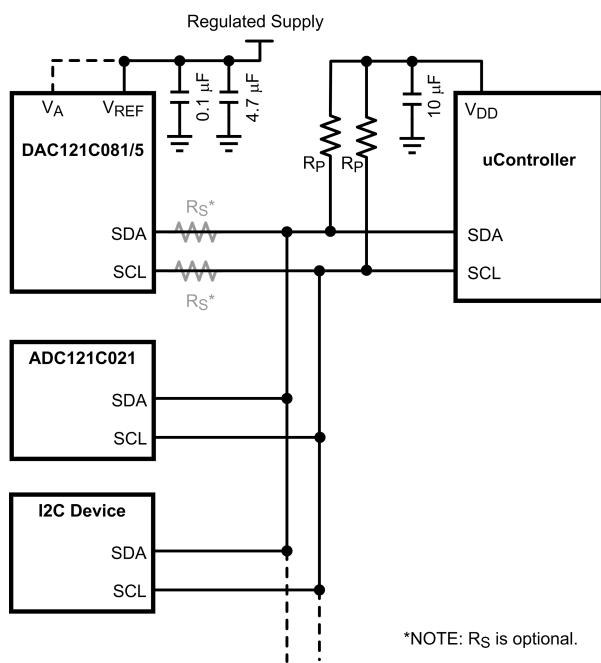 Regulated Supply
VA
VREF
0.1 µF
4.7 µF
DAC121C081/5
SDA
SCL
RS*
RS*
RP
RP
10 µF
VDD
uController
SDA
SCL
ADC121C021
SDA
SCL
I2C Device
SDA
SCL
*NOTE: RS is optional.